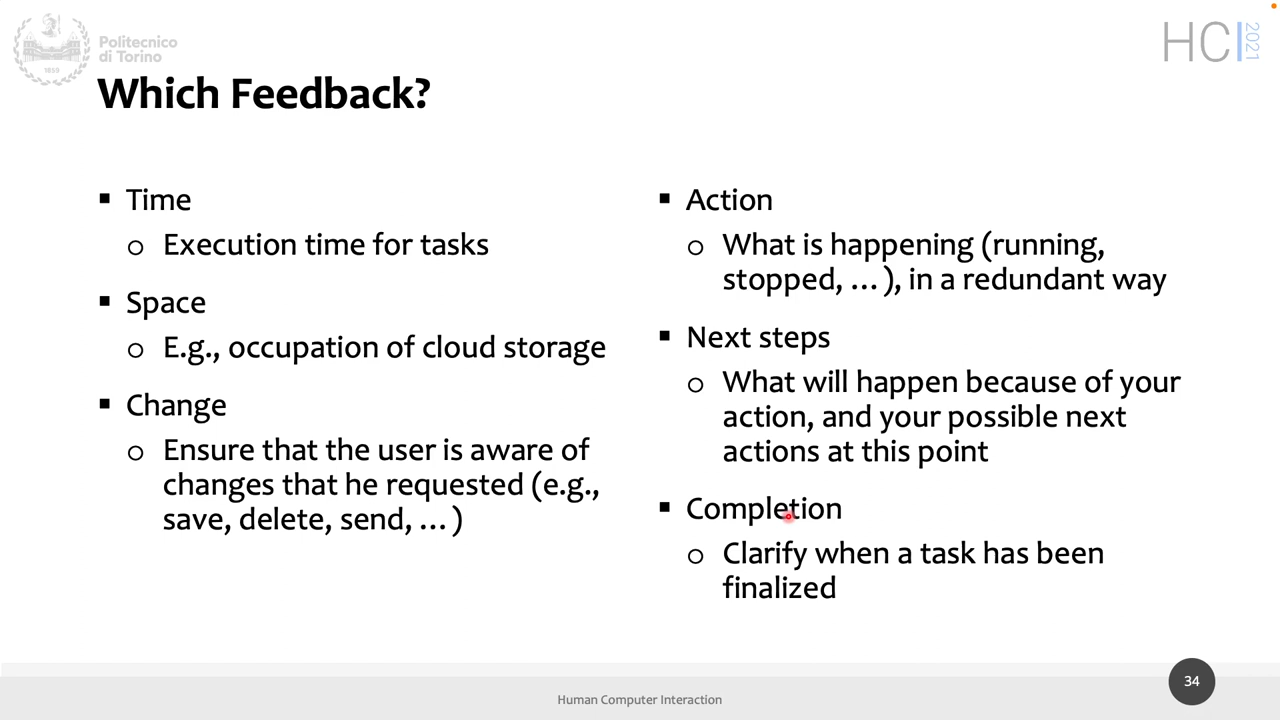 Politecnico
di Torino
1859
HCI 2021
Which Feedback?
▪ Time
o Execution time for tasks
▪ Space
o E.g., occupation of cloud storage
▪ Change
o Ensure that the user is aware of
changes that he requested (e.g.,
save, delete, send, …)
▪ Action
o What is happening (running,
stopped, …), in a redundant way
▪ Next steps
o What will happen because of your
action, and your possible next
actions at this point
▪ Completion
o Clarify when a task has been
finalized
Human Computer Interaction
34